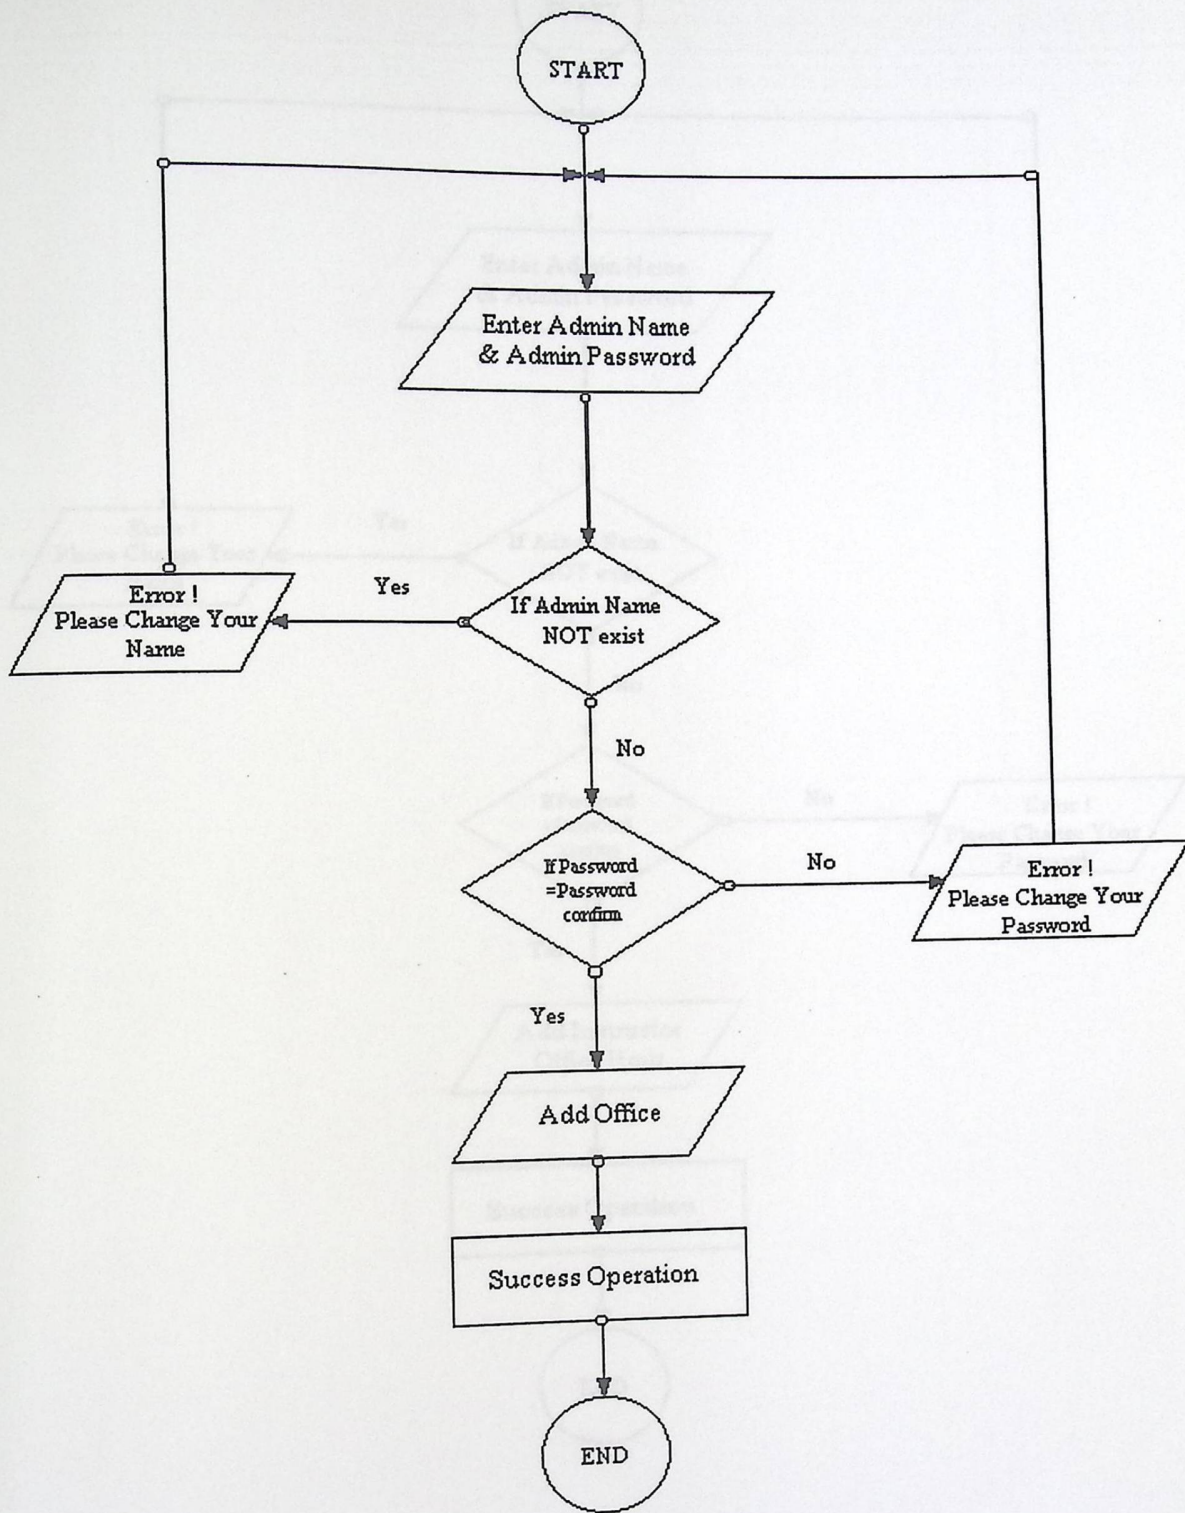 START
Enter Admin Name
& Admin Password
If Admin Name
NOT exist
Yes
Error !
Please Change Your
Name
No
If Password
=Password
confirm
No
Error !
Please Change Your
Password
Yes
Add Office
Success Operation
END